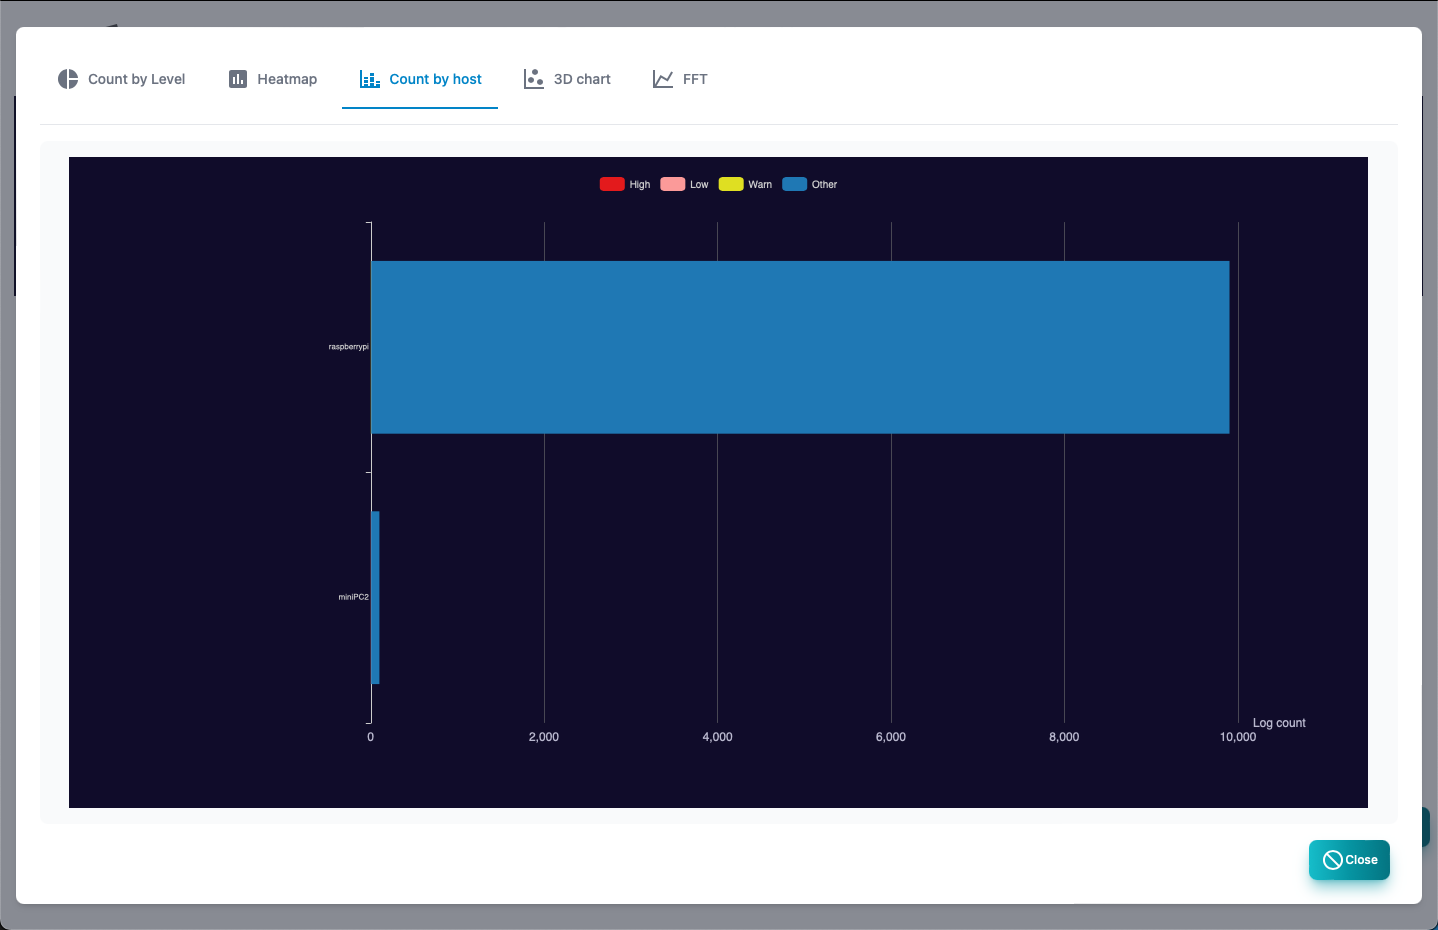 Count by Level Heatmap Count by host 3D chart FFT
High Low Warn Other
raspberrypi
miniPC2
Log count
0 2,000 4,000 6,000 8,000 10,000
Close